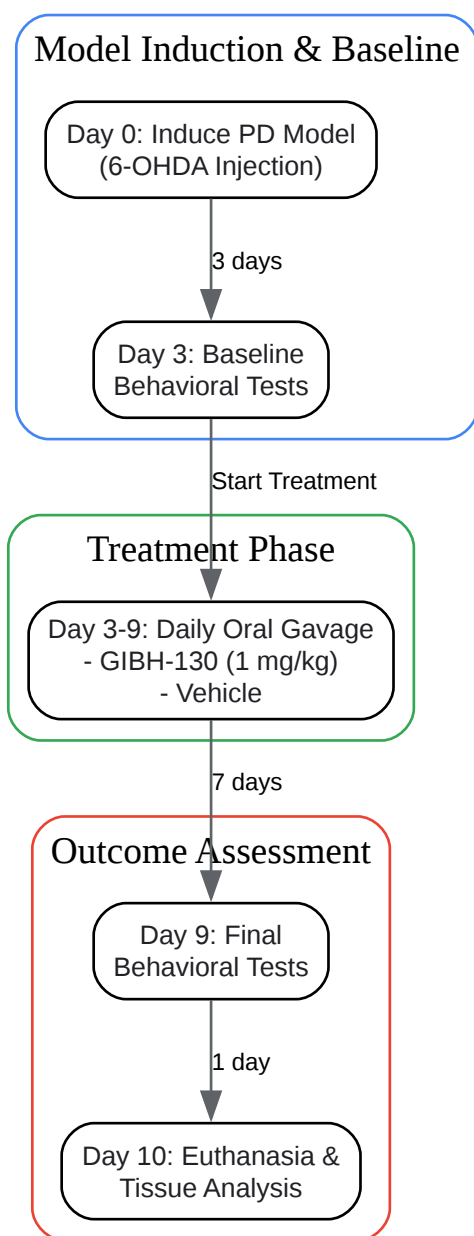 Model Induction & Baseline
Day 0: Induce PD Model
(6-OHDA Injection)
3 days
Day 3: Baseline
Behavioral Tests
Start Treatment
Treatment Phase
Day 3-9: Daily Oral Gavage
- GIBH-130 (1 mg/kg)
- Vehicle
7 days
Outcome Assessment
Day 9: Final
Behavioral Tests
1 day
Day 10: Euthanasia &
Tissue Analysis